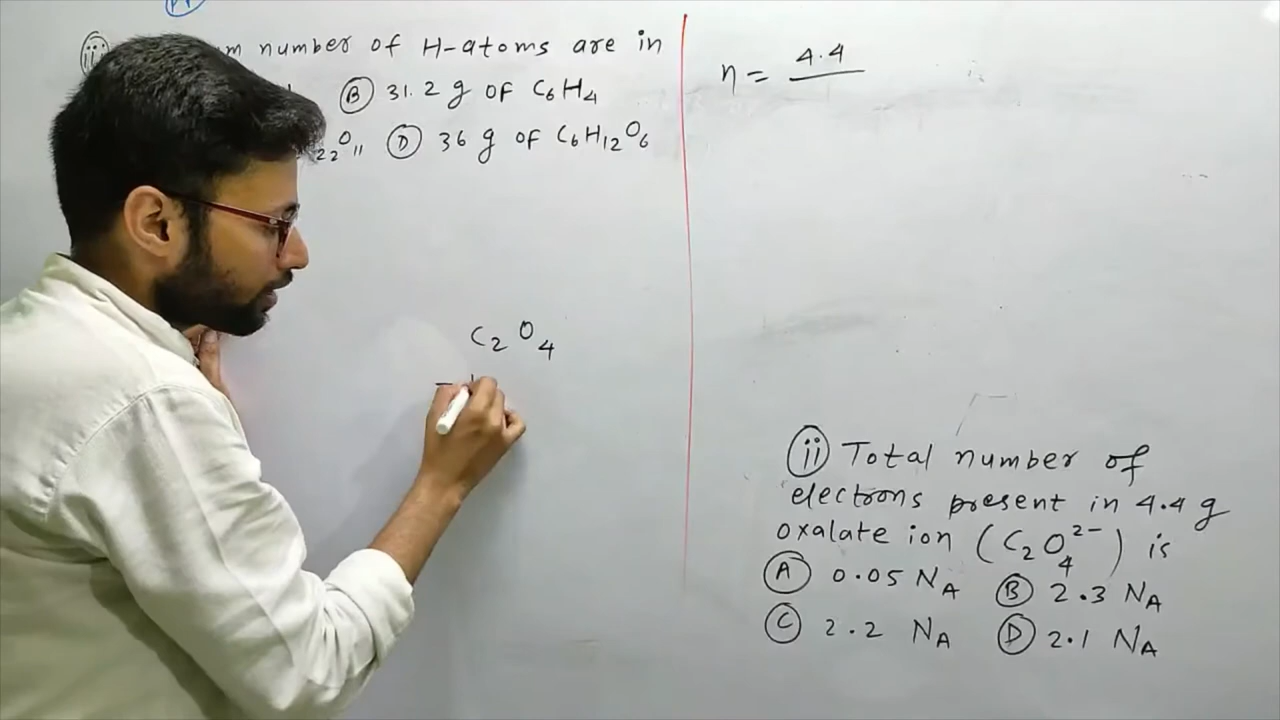 (iii) number of H-atoms are in
(B) 31.2 g of C6H4
22O11 (D) 36 g of C6H12O6
C2O4
n = 4.4
(ii) Total number of
electrons present in 4.4 g
oxalate ion (C2O4^2-) is
(A) 0.05 NA (B) 2.3 NA
(C) 2.2 NA (D) 2.1 NA